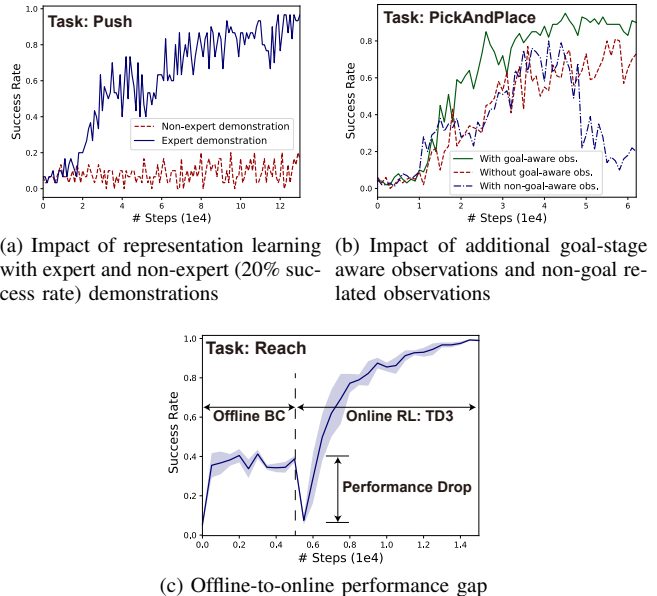 Task: Push
Success Rate
1.0
0.8
0.6
0.4
0.2
0.0
Non-expert demonstration
Expert demonstration
0 2 4 6 8 10 12
# Steps (1e4)
Task: PickAndPlace
Success Rate
0.8
0.6
0.4
0.2
0.0
With goal-aware obs.
Without goal-aware obs.
With non-goal-aware obs.
0 1 2 3 4 5 6
# Steps (1e4)
(a) Impact of representation learning
with expert and non-expert (20% suc-
cess rate) demonstrations
(b) Impact of additional goal-stage
aware observations and non-goal re-
lated observations
Task: Reach
Success Rate
1.0
0.8
0.6
0.4
0.2
0.0
Offline BC
Online RL: TD3
Performance Drop
0.0 0.2 0.4 0.6 0.8 1.0 1.2 1.4
# Steps (1e4)
(c) Offline-to-online performance gap